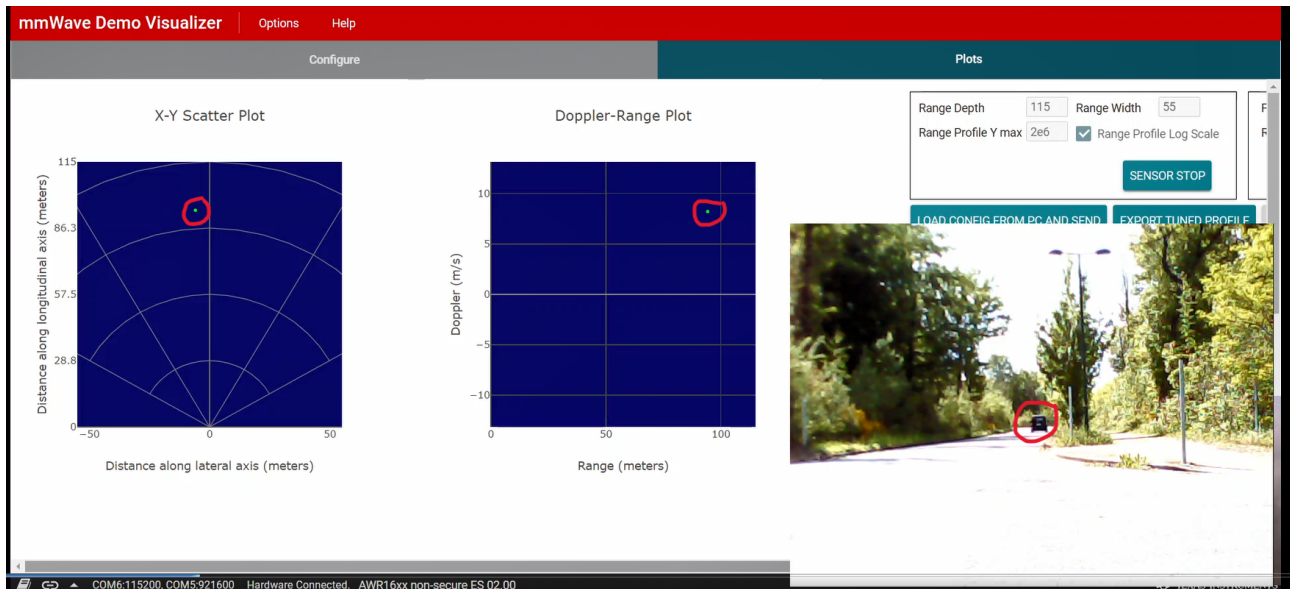 mmWave Demo Visualizer Options Help
Configure Plots
X-Y Scatter Plot
115
86.3
57.5
28.8
0
−50 0 50
Distance along longitudinal axis (meters)
Distance along lateral axis (meters)
Doppler-Range Plot
10
5
0
−5
−10
0 50 100
Doppler (m/s)
Range (meters)
Range Depth 115 Range Width 55
Range Profile Y max 2e6 Range Profile Log Scale
SENSOR STOP
F
R
LOAD CONFIG FROM PC AND SEND EXPORT TUNED PROFILE
COM6:115200, COM5:921600 Hardware Connected. AWR16xx non-secure ES 02.00
TEXAS INSTRUMENTS